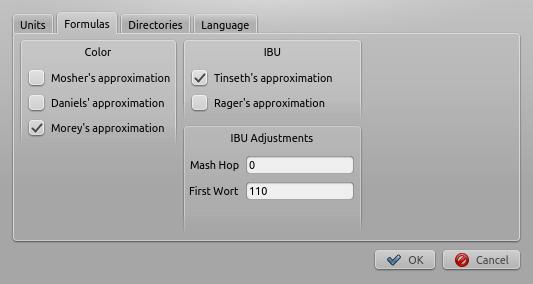 Units Formulas Directories Language
Color
Mosher's approximation
Daniels' approximation
Morey's approximation
IBU
Tinseth's approximation
Rager's approximation
IBU Adjustments
Mash Hop 0
First Wort 110
OK Cancel